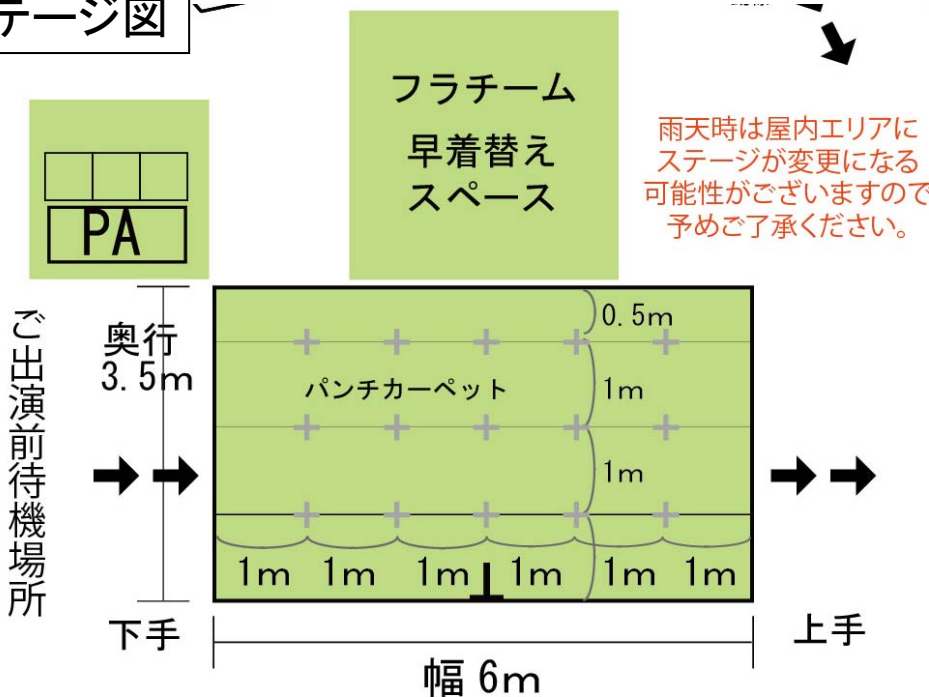 テージ図
フラチーム
早着替え
スペース
雨天時は屋内エリアに
ステージが変更になる
可能性がございますので
予めご了承ください。
PA
ご出演前待機場所
奥行
3.5m
0.5m
パンチカーペット
1m
1m
1m 1m 1m 1m 1m 1m
下手
上手
幅 6m